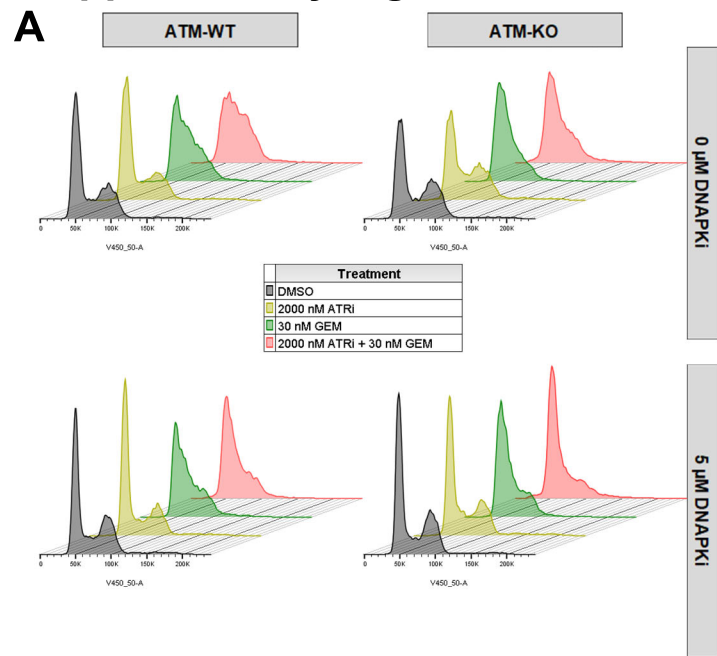 A
ATM-WT
ATM-KO
0 µM DNAPKi
0 50K 100K 150K 200K
V450_50-A
0 50K 100K 150K 200K
V450_50-A
Treatment
DMSO
2000 nM ATRi
30 nM GEM
2000 nM ATRi + 30 nM GEM
5 µM DNAPKi
0 50K 100K 150K 200K
V450_50-A
0 50K 100K 150K 200K
V450_50-A